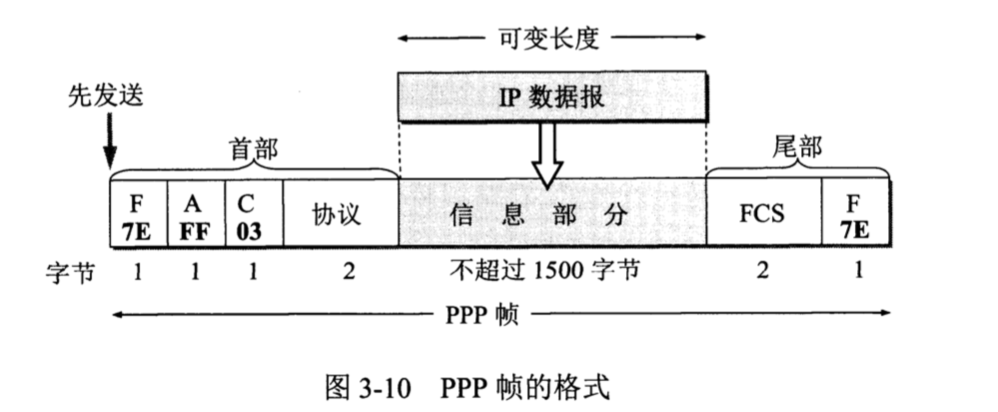 可变长度
IP 数据报
先发送
首部
尾部
F A C
7E FF 03 协议 信息部分 FCS F 7E
字节 1 1 1 2 不超过 1500 字节 2 1
PPP 帧
图 3-10 PPP 帧的格式